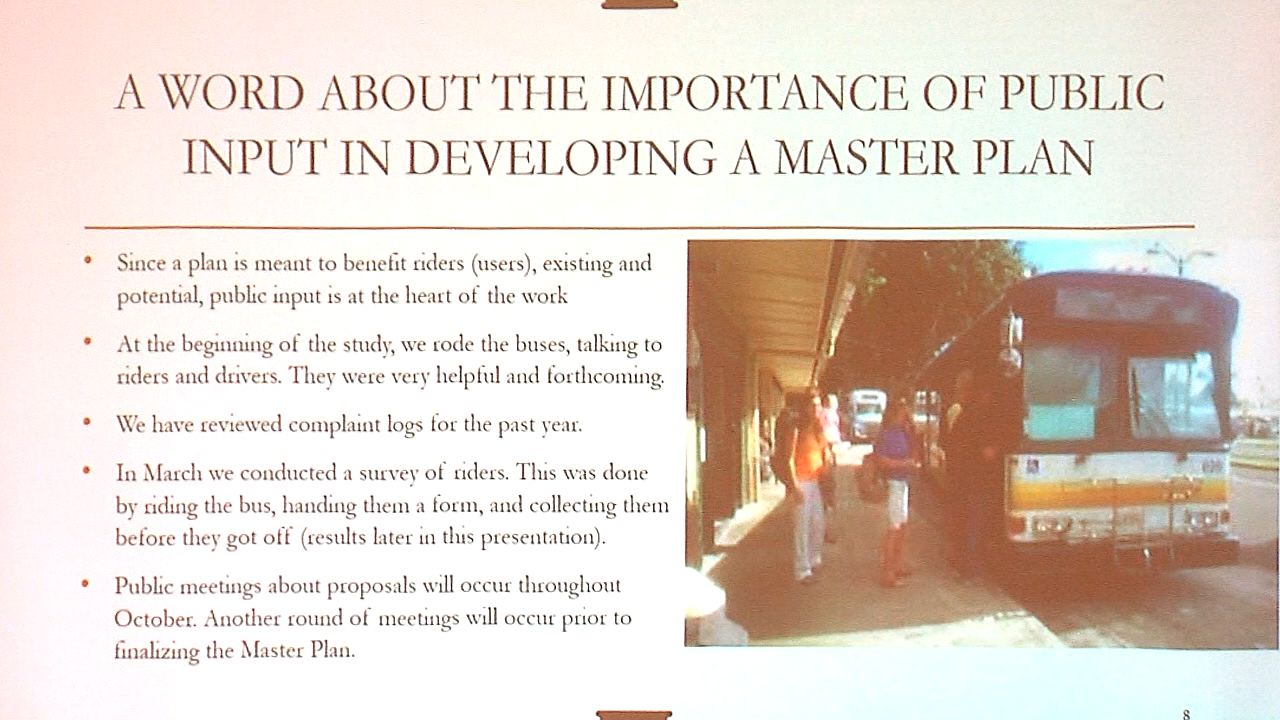 A WORD ABOUT THE IMPORTANCE OF PUBLIC
INPUT IN DEVELOPING A MASTER PLAN
• Since a plan is meant to benefit riders (users), existing and
potential, public input is at the heart of the work
• At the beginning of the study, we rode the buses, talking to
riders and drivers. They were very helpful and forthcoming.
• We have reviewed complaint logs for the past year.
• In March we conducted a survey of riders. This was done
by riding the bus, handing them a form, and collecting them
before they got off (results later in this presentation).
• Public meetings about proposals will occur throughout
October. Another round of meetings will occur prior to
finalizing the Master Plan.
8